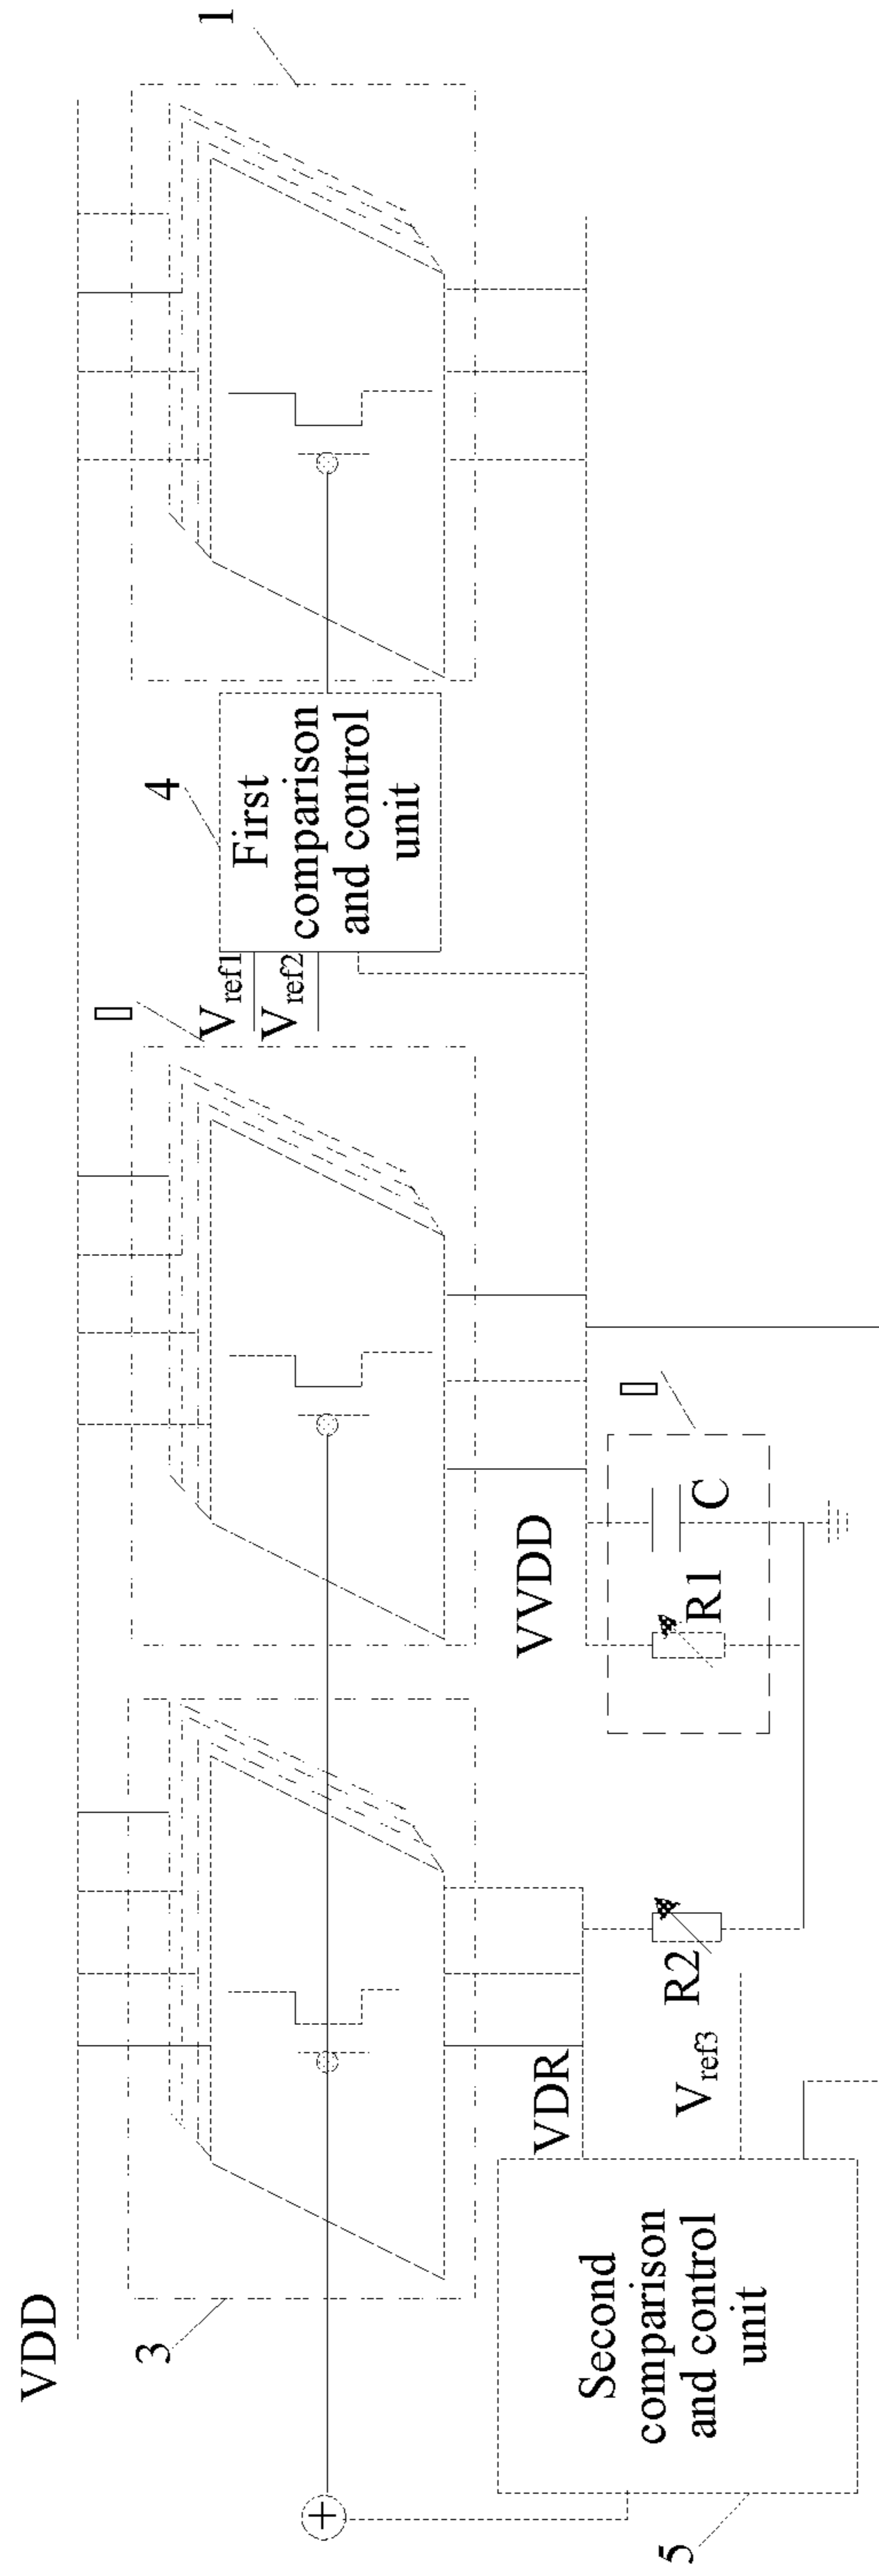 VDD
3
1
4
First
comparison
and control
unit
Vref1
Vref2
VVDD
C
R1
R2
VDR
Vref3
Second
comparison
and control
unit
+
5